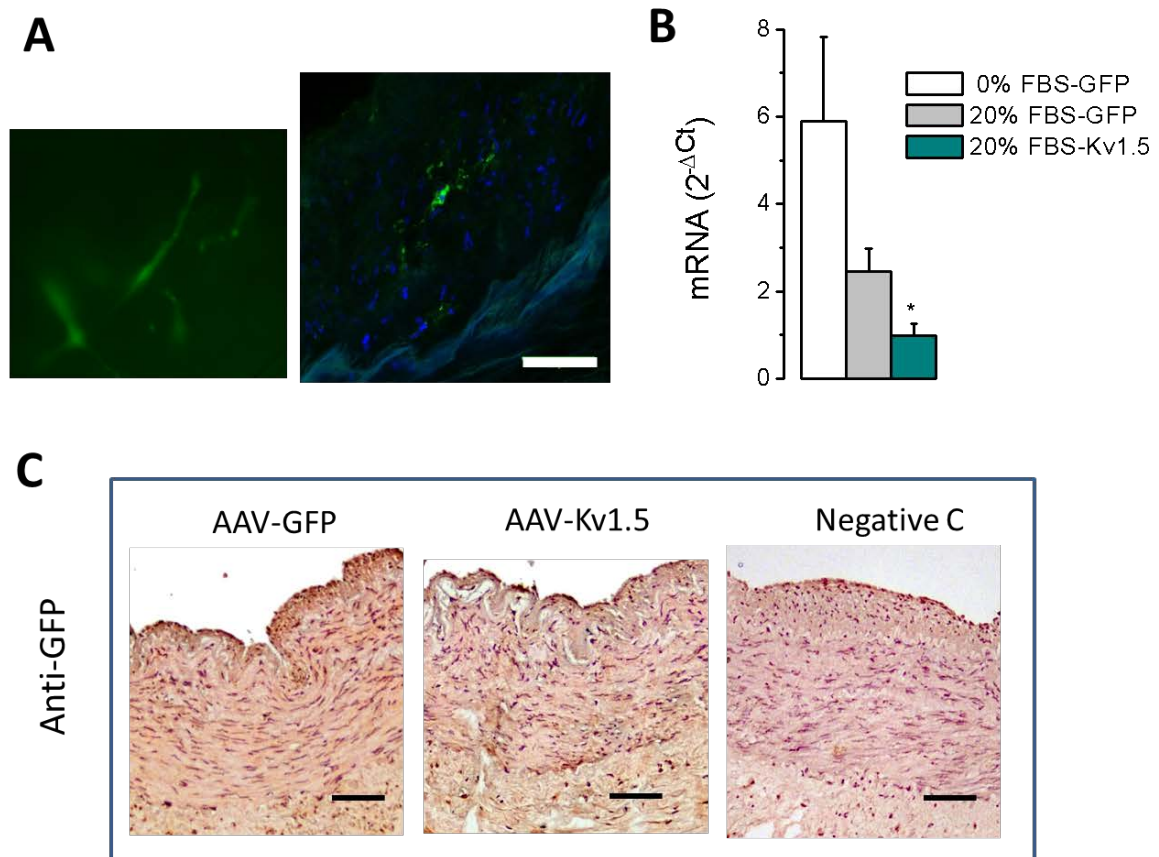 A
B
8
6
4
2
0
mRNA (2^-ΔCt)
*
0% FBS-GFP
20% FBS-GFP
20% FBS-Kv1.5
C
AAV-GFP
AAV-Kv1.5
Negative C
Anti-GFP